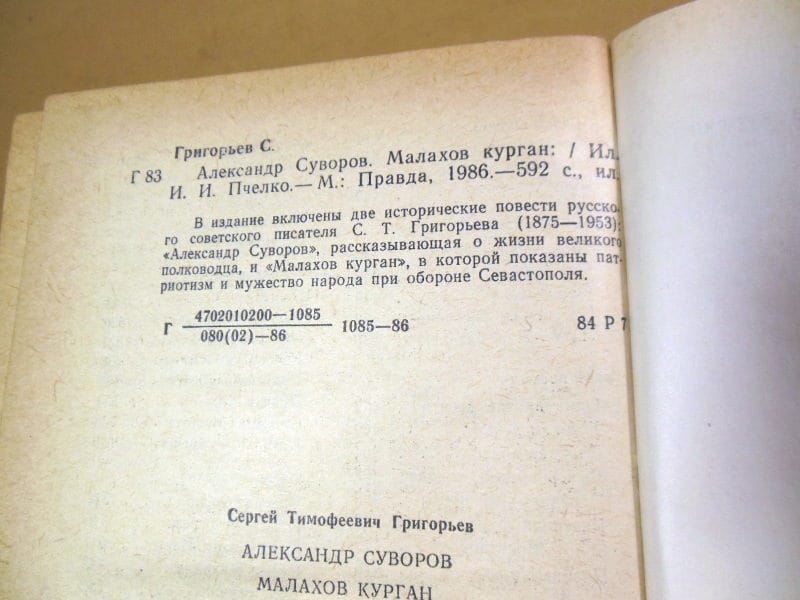 Григорьев С.
Г 83 Александр Суворов. Малахов курган: / Ил.
И. И. Пчелко.— М.: Правда, 1986.—592 с., ил.
В издание включены две исторические повести русско-
го советского писателя С. Т. Григорьева (1875—1953):
«Александр Суворов», рассказывающая о жизни великого
полководца, и «Малахов курган», в которой показаны пат-
риотизм и мужество народа при обороне Севастополя.
Г 4702010200—1085 1085—86 84 Р 7
080(02)—86
Сергей Тимофеевич Григорьев
АЛЕКСАНДР СУВОРОВ
МАЛАХОВ КУРГАН